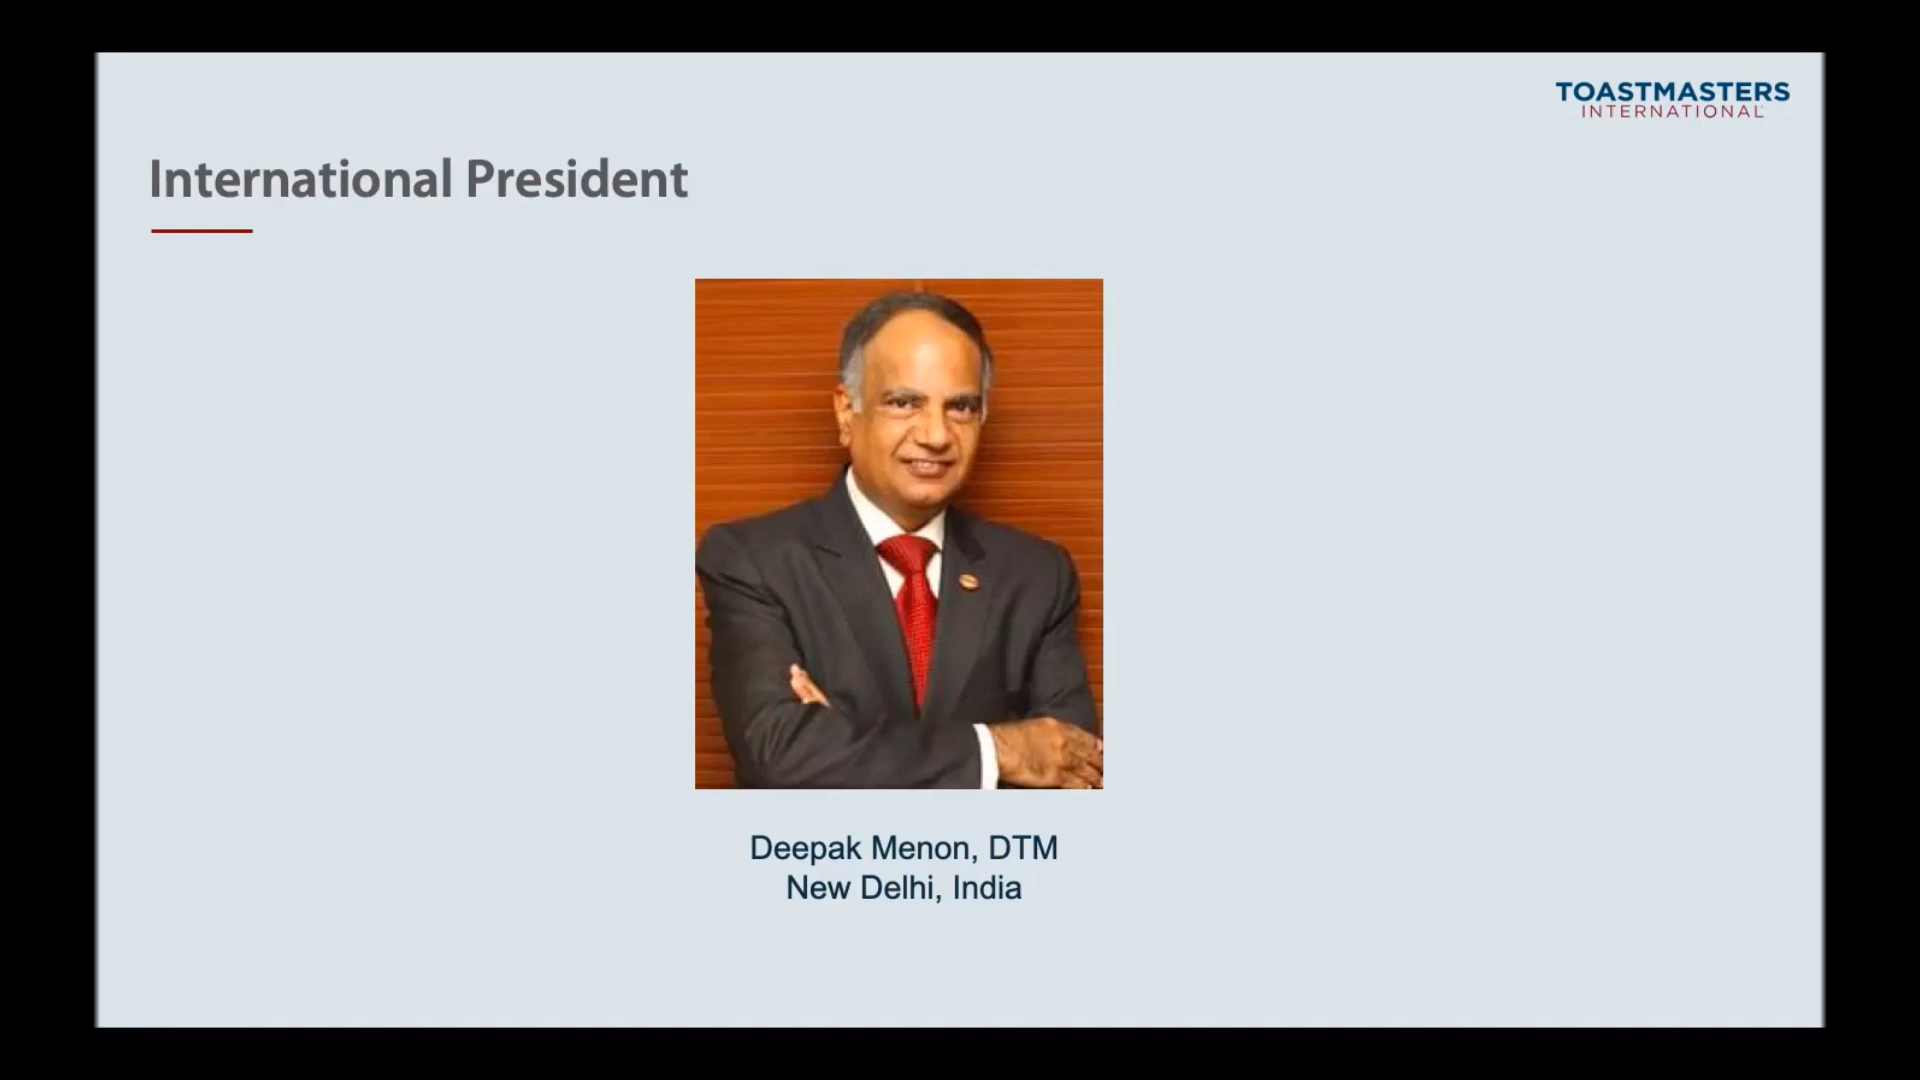 TOASTMASTERS
INTERNATIONAL
International President
Deepak Menon, DTM
New Delhi, India